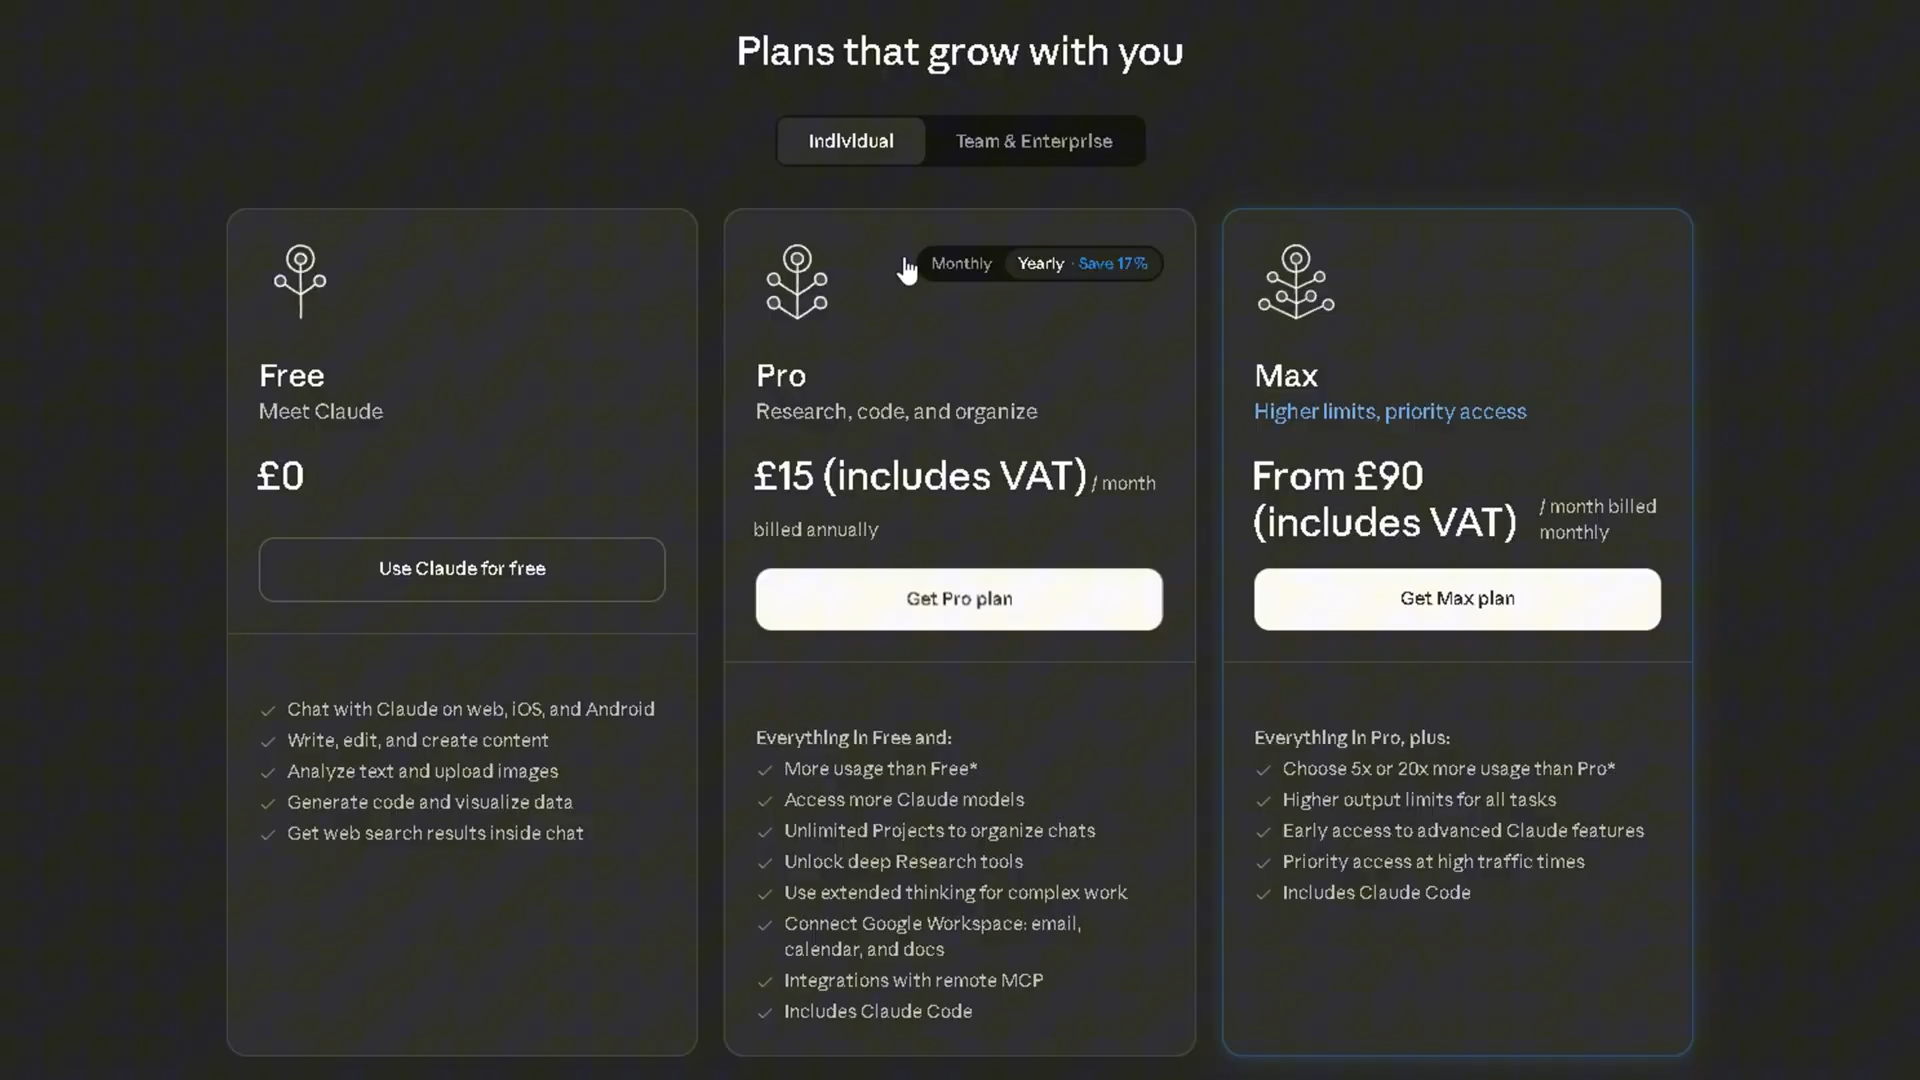 Plans that grow with you
Individual
Team & Enterprise
Free
Meet Claude
£0
Use Claude for free
Chat with Claude on web, iOS, and Android
Write, edit, and create content
Analyze text and upload images
Generate code and visualize data
Get web search results inside chat
Monthly
Yearly · Save 17%
Pro
Research, code, and organize
£15 (includes VAT) / month
billed annually
Get Pro plan
Everything in Free and:
More usage than Free*
Access more Claude models
Unlimited Projects to organize chats
Unlock deep Research tools
Use extended thinking for complex work
Connect Google Workspace: email,
calendar, and docs
Integrations with remote MCP
Includes Claude Code
Max
Higher limits, priority access
From £90
(includes VAT)
/ month billed
monthly
Get Max plan
Everything in Pro, plus:
Choose 5x or 20x more usage than Pro*
Higher output limits for all tasks
Early access to advanced Claude features
Priority access at high traffic times
Includes Claude Code